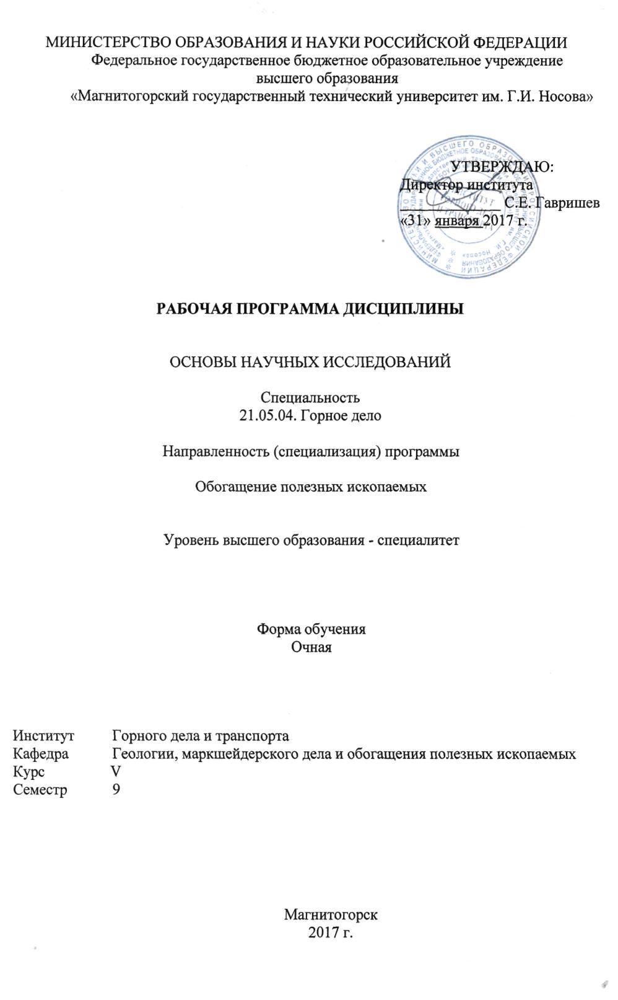 МИНИСТЕРСТВО ОБРАЗОВАНИЯ И НАУКИ РОССИЙСКОЙ ФЕДЕРАЦИИ
Федеральное государственное бюджетное образовательное учреждение
высшего образования
«Магнитогорский государственный технический университет им. Г.И. Носова»
УТВЕРЖДАЮ:
Директор института
С.Е. Гавришев
«31» января 2017 г.
РАБОЧАЯ ПРОГРАММА ДИСЦИПЛИНЫ
ОСНОВЫ НАУЧНЫХ ИССЛЕДОВАНИЙ
Специальность
21.05.04. Горное дело
Направленность (специализация) программы
Обогащение полезных ископаемых
Уровень высшего образования - специалитет
Форма обучения
Очная
Институт Горного дела и транспорта
Кафедра Геологии, маркшейдерского дела и обогащения полезных ископаемых
Курс V
Семестр 9
Магнитогорск
2017 г.